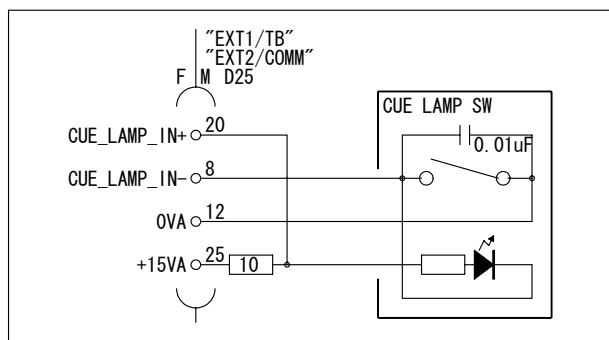 "EXT1/TB"
"EXT2/COMM"
F M D25
CUE LAMP SW
CUE_LAMP_IN+ 20
0.01uF
CUE_LAMP_IN- 8
0VA 12
+15VA 25 10